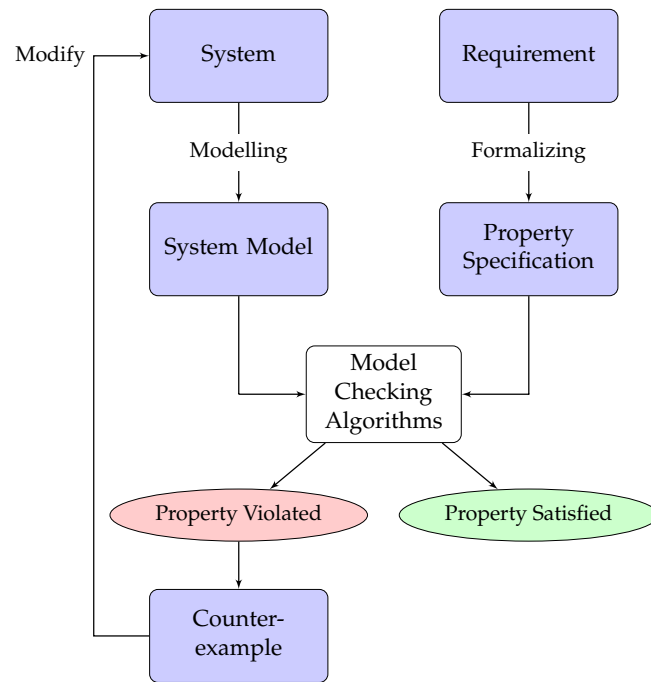 System
Requirement
Modify
Modelling
Formalizing
System Model
Property
Specification
Model
Checking
Algorithms
Property Violated
Property Satisfied
Counter-
example